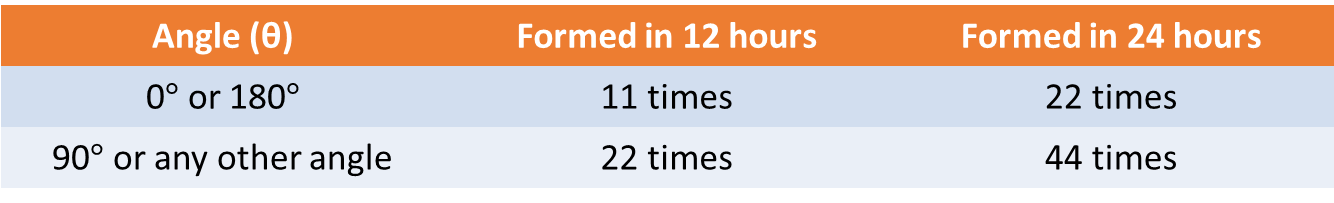 Angle (θ) Formed in 12 hours Formed in 24 hours
0° or 180° 11 times 22 times
90° or any other angle 22 times 44 times